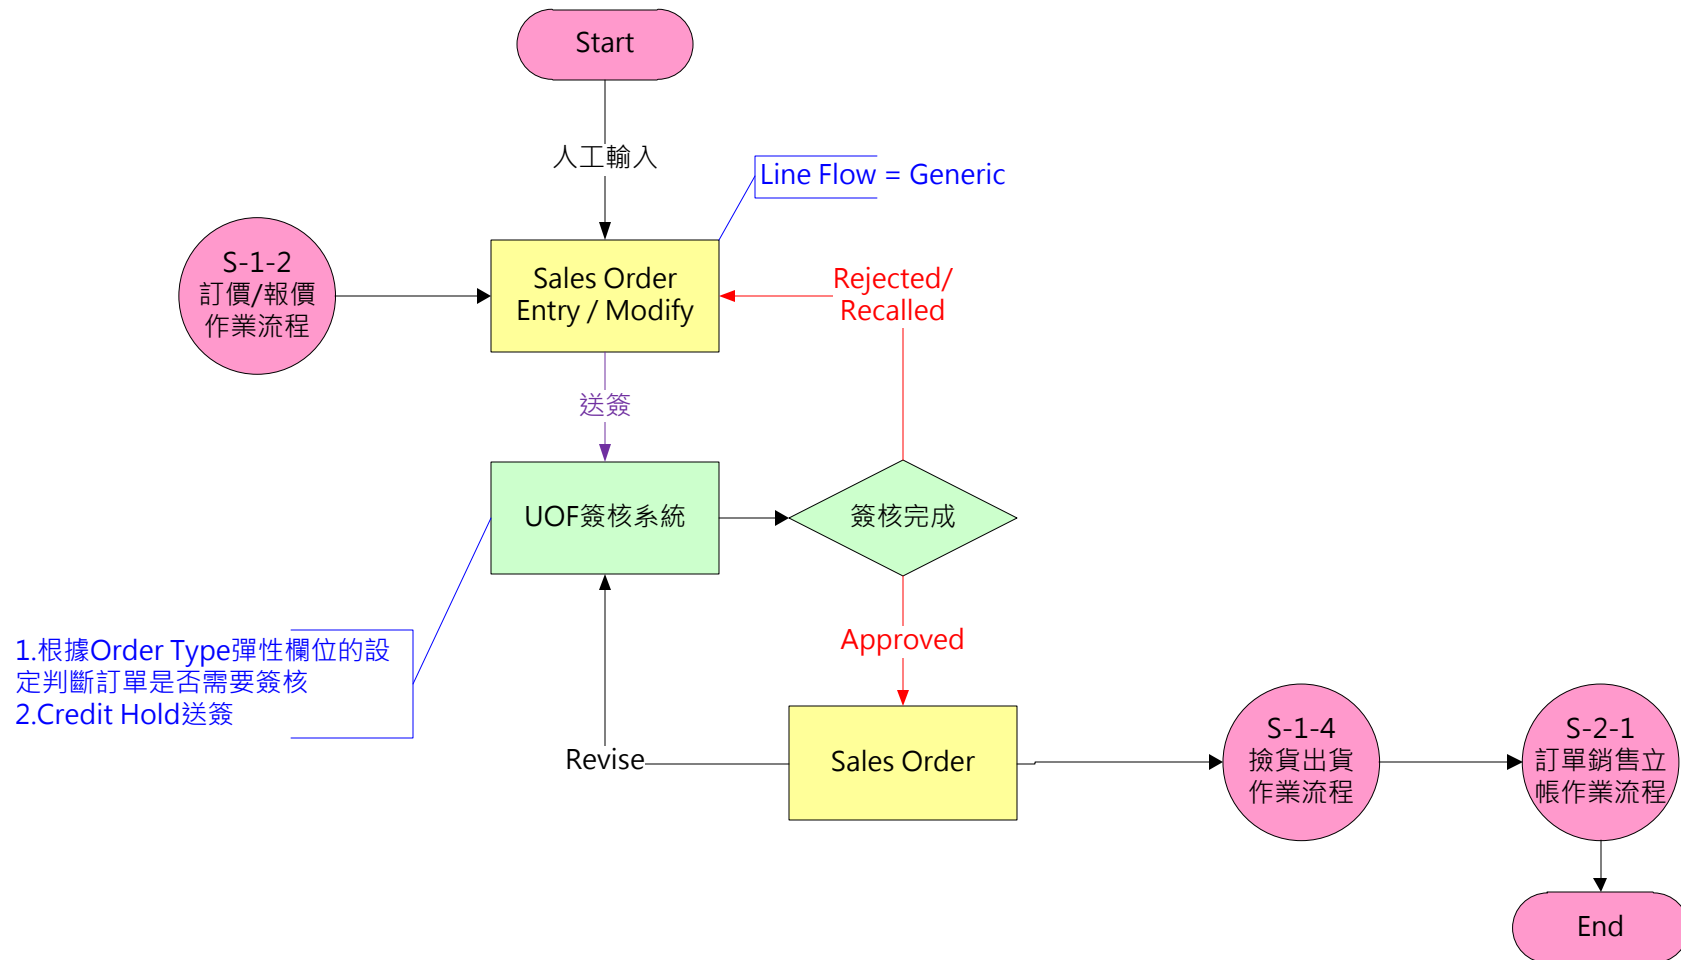 Start
人工輸入
Line Flow = Generic
S-1-2
訂價/報價
作業流程
Sales Order
Entry / Modify
Rejected/
Recalled
送簽
UOF簽核系統
簽核完成
1.根據Order Type彈性欄位的設
定判斷訂單是否需要簽核
2.Credit Hold送簽
Approved
Revise
Sales Order
S-1-4
撿貨出貨
作業流程
S-2-1
訂單銷售立
帳作業流程
End